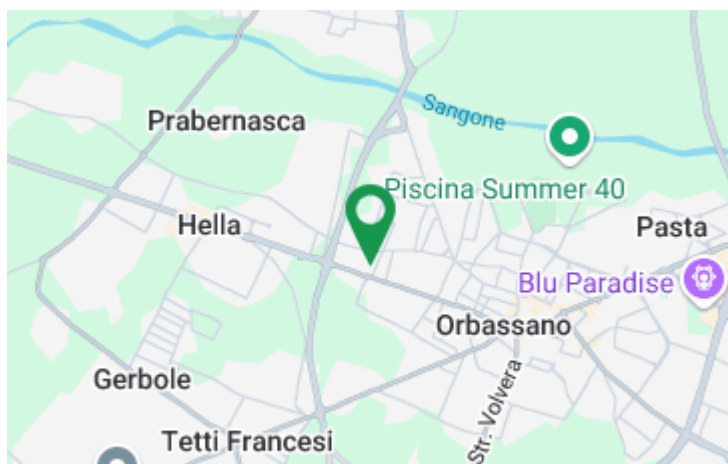 Sangone
Prabernasca
Piscina Summer 40
Hella
Pasta
Blu Paradise
Orbassano
Gerbole
Str. Volvera
Tetti Francesi